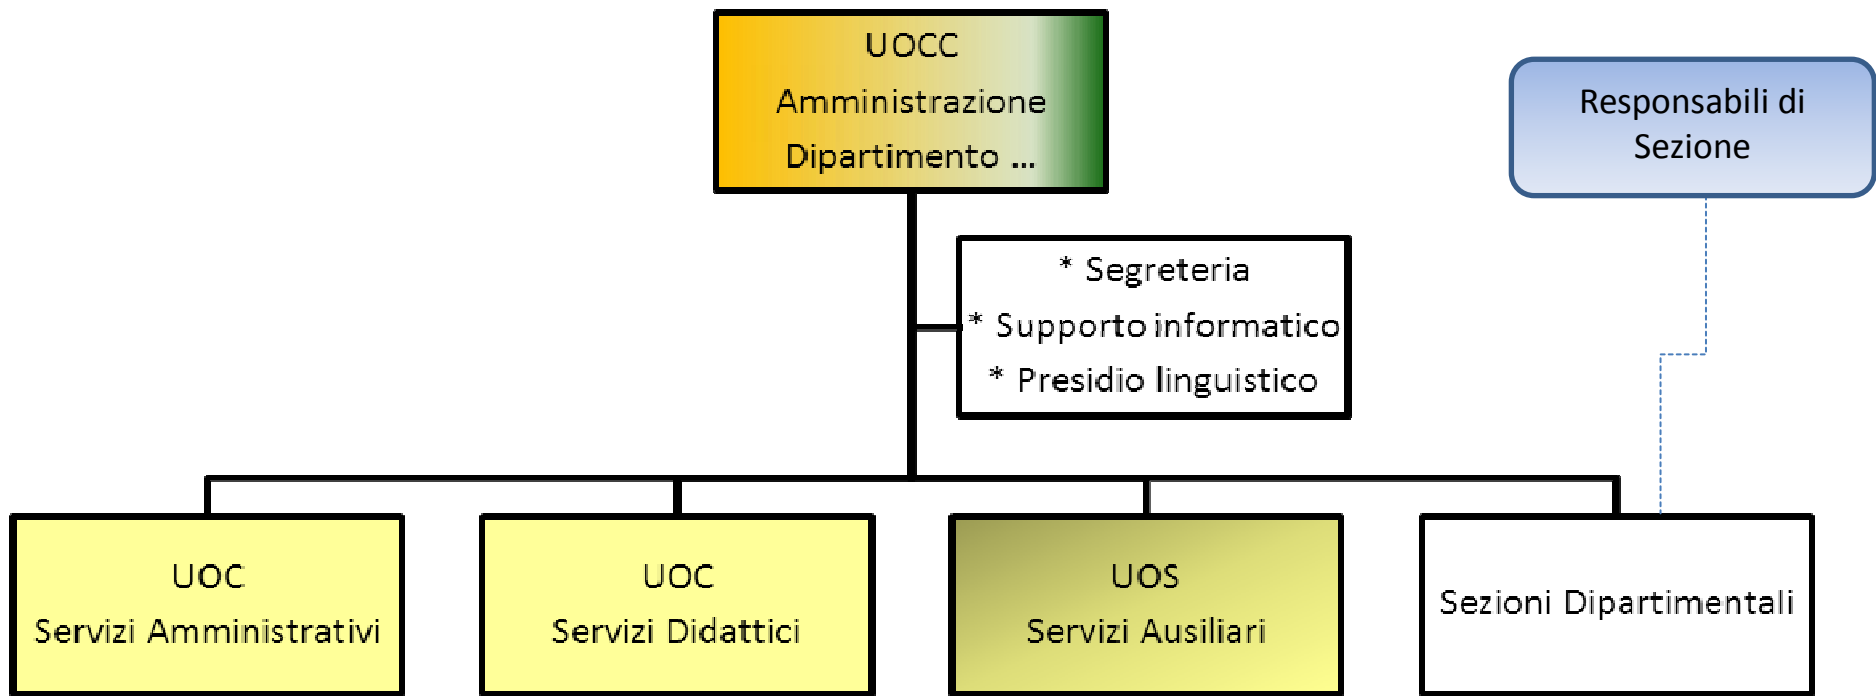 UOCC
Amministrazione
Dipartimento ...
Responsabili di
Sezione
* Segreteria
* Supporto informatico
* Presidio linguistico
UOC
Servizi Amministrativi
UOC
Servizi Didattici
UOS
Servizi Ausiliari
Sezioni Dipartimentali